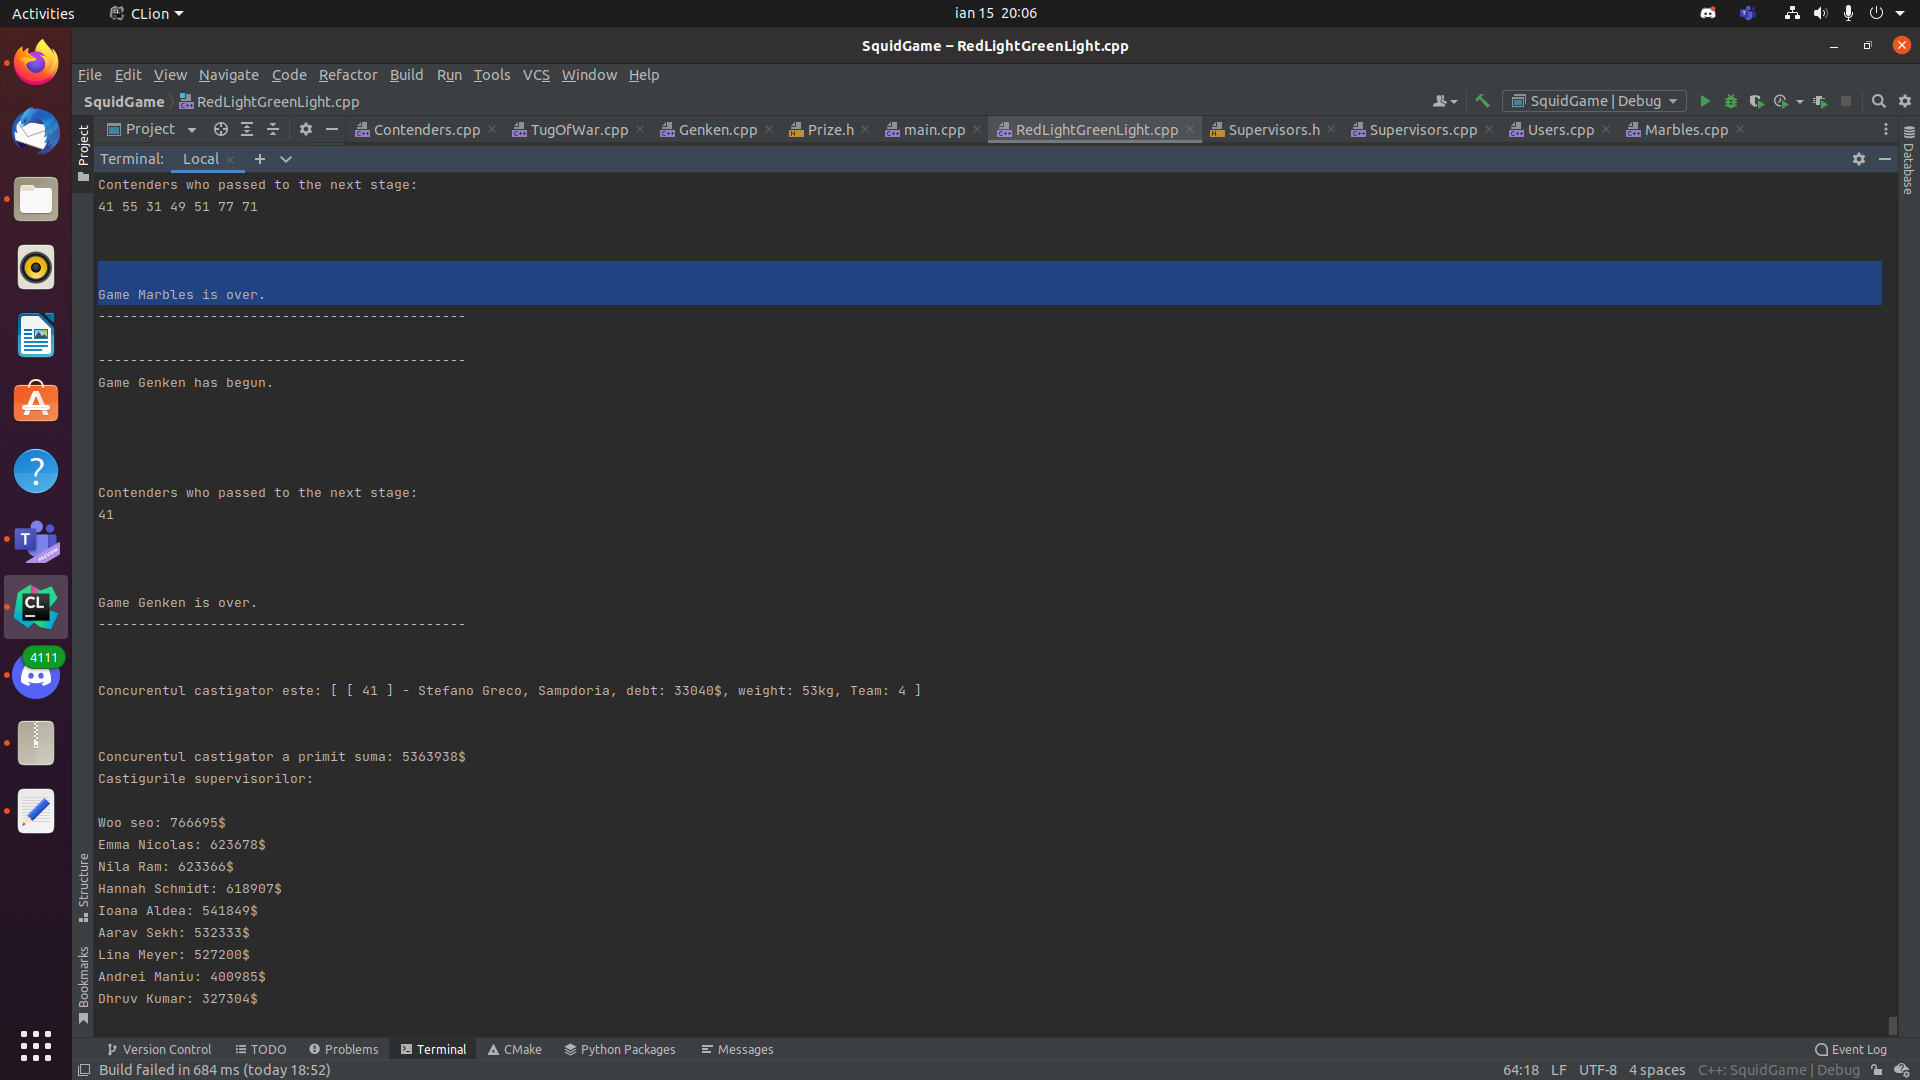 Activities CLion ian 15 20:06
SquidGame – RedLightGreenLight.cpp
File Edit View Navigate Code Refactor Build Run Tools VCS Window Help
SquidGame RedLightGreenLight.cpp SquidGame | Debug
Project Contenders.cpp TugOfWar.cpp Genken.cpp Prize.h main.cpp RedLightGreenLight.cpp Supervisors.h Supervisors.cpp Users.cpp Marbles.cpp
Project
Database
Terminal: Local
Contenders who passed to the next stage:
41 55 31 49 51 77 71
Game Marbles is over.
----------------------------------------------
----------------------------------------------
Game Genken has begun.
Contenders who passed to the next stage:
41
Game Genken is over.
----------------------------------------------
Concurentul castigator este: [ [ 41 ] - Stefano Greco, Sampdoria, debt: 33040$, weight: 53kg, Team: 4 ]
Concurentul castigator a primit suma: 5363938$
Castigurile supervisorilor:
Woo seo: 766695$
Emma Nicolas: 623678$
Nila Ram: 623366$
Hannah Schmidt: 618907$
Ioana Aldea: 541849$
Aarav Sekh: 532333$
Lina Meyer: 527200$
Andrei Maniu: 400985$
Dhruv Kumar: 327304$
Structure
Bookmarks
T
PREVIEW
CL
4111
Version Control TODO Problems Terminal CMake Python Packages Messages Event Log
Build failed in 684 ms (today 18:52) 64:18 LF UTF-8 4 spaces C++: SquidGame | Debug